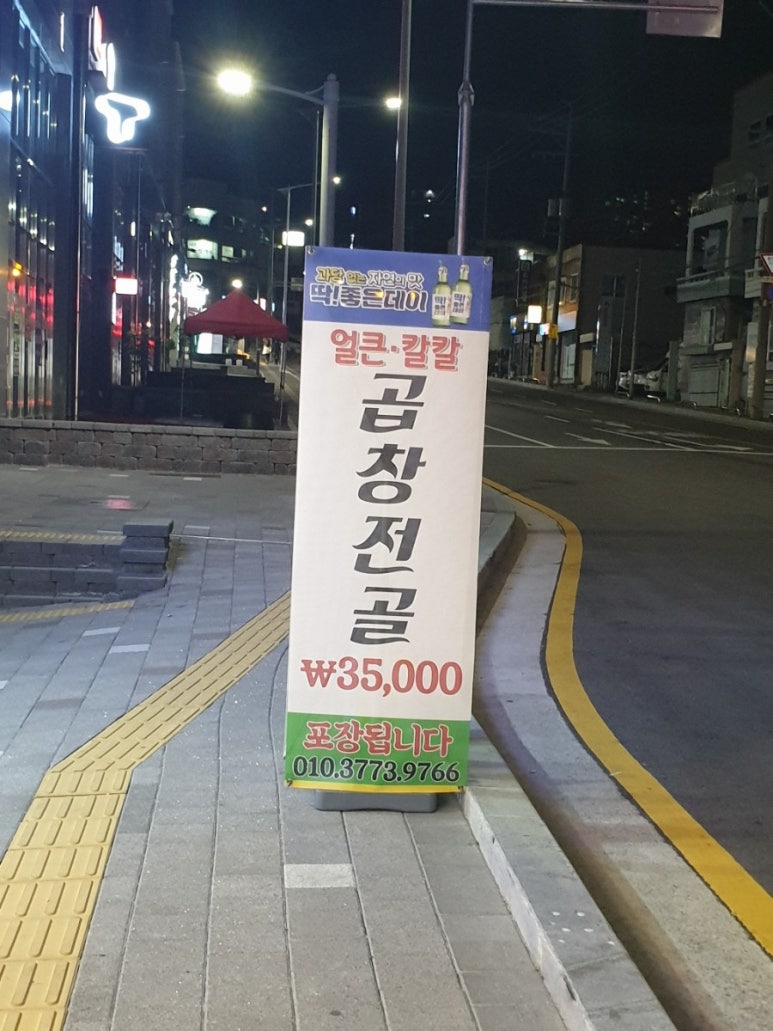 과당 없는 자연의 맛
딱!좋은데이
얼큰·칼칼
곱창전골
₩35,000
포장됩니다
010.3773.9766